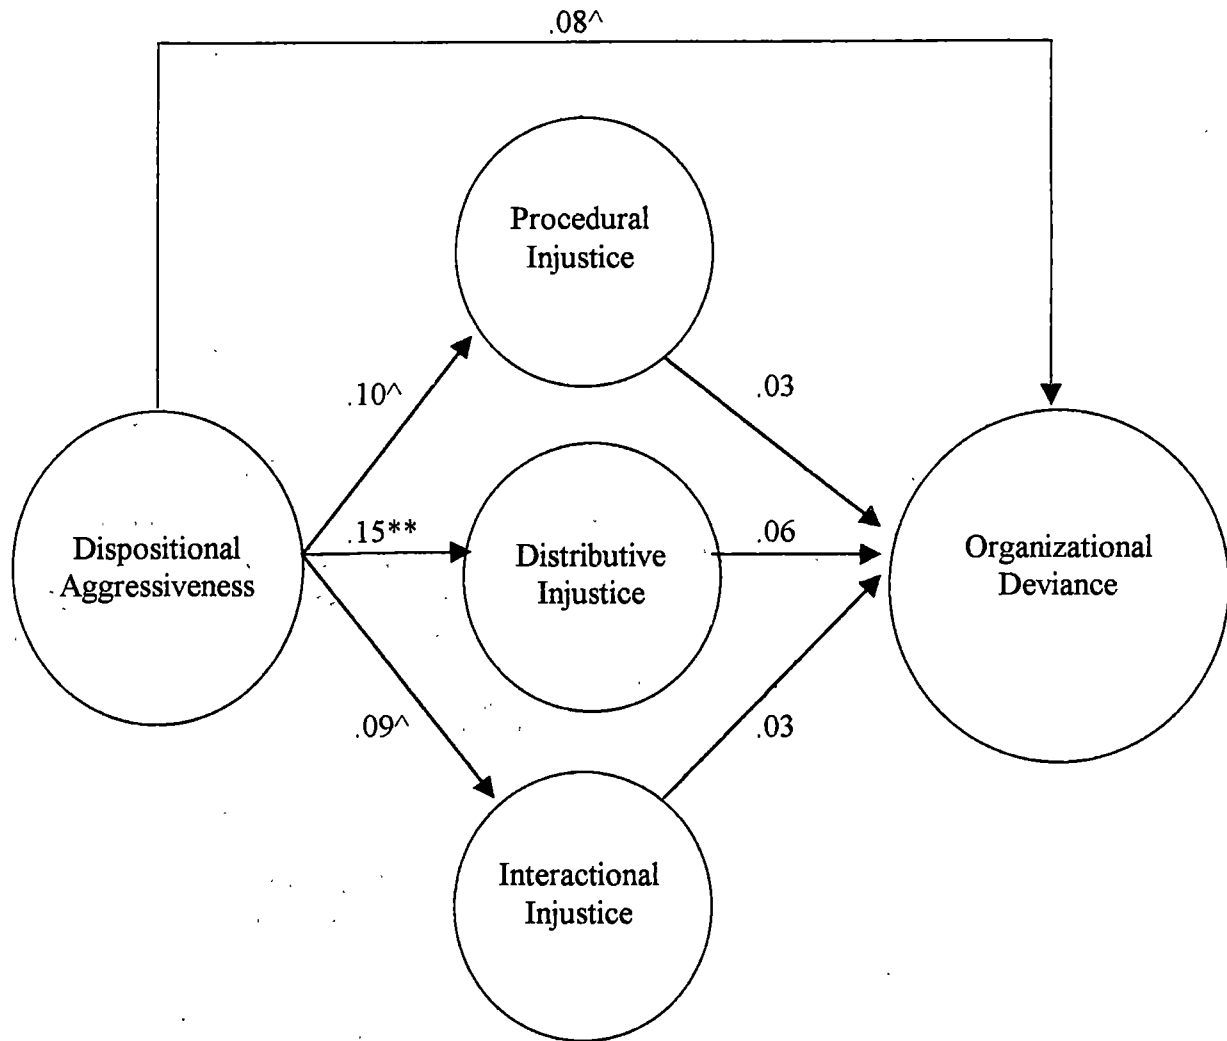 .08^
Procedural
Injustice
.10^
.03
Dispositional
Aggressiveness
.15**
Distributive
Injustice
.06
Organizational
Deviance
.09^
.03
Interactional
Injustice